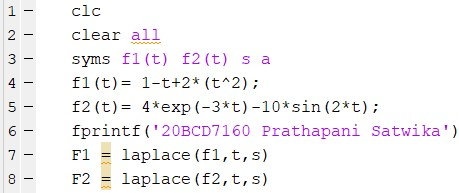 1 - clc
2 - clear all
3 - syms f1(t) f2(t) s a
4 - f1(t)= 1-t+2*(t^2);
5 - f2(t)= 4*exp(-3*t)-10*sin(2*t);
6 - fprintf('20BCD7160 Prathapani Satwika')
7 - F1 = laplace(f1,t,s)
8 - F2 = laplace(f2,t,s)